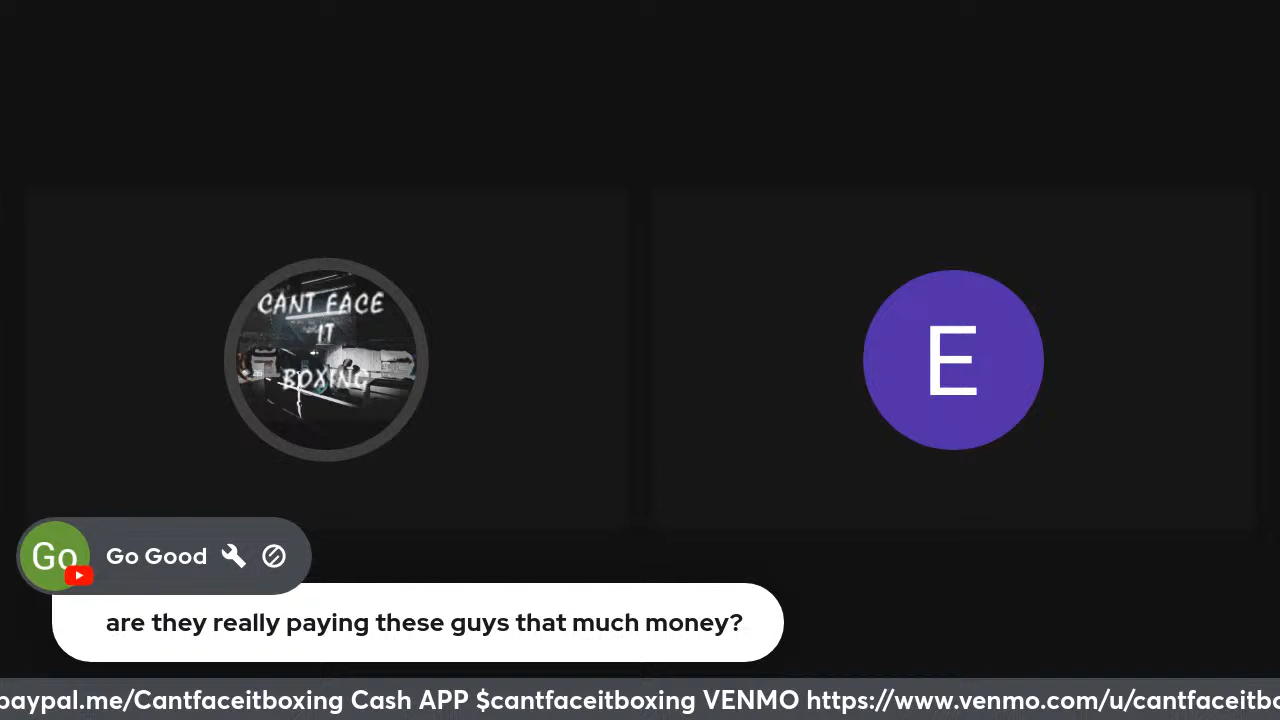 CANT FACE
IT
BOXING
E
Go
Go Good
are they really paying these guys that much money?
paypal.me/Cantfaceitboxing Cash APP $cantfaceitboxing VENMO https://www.venmo.com/u/cantfaceitbo